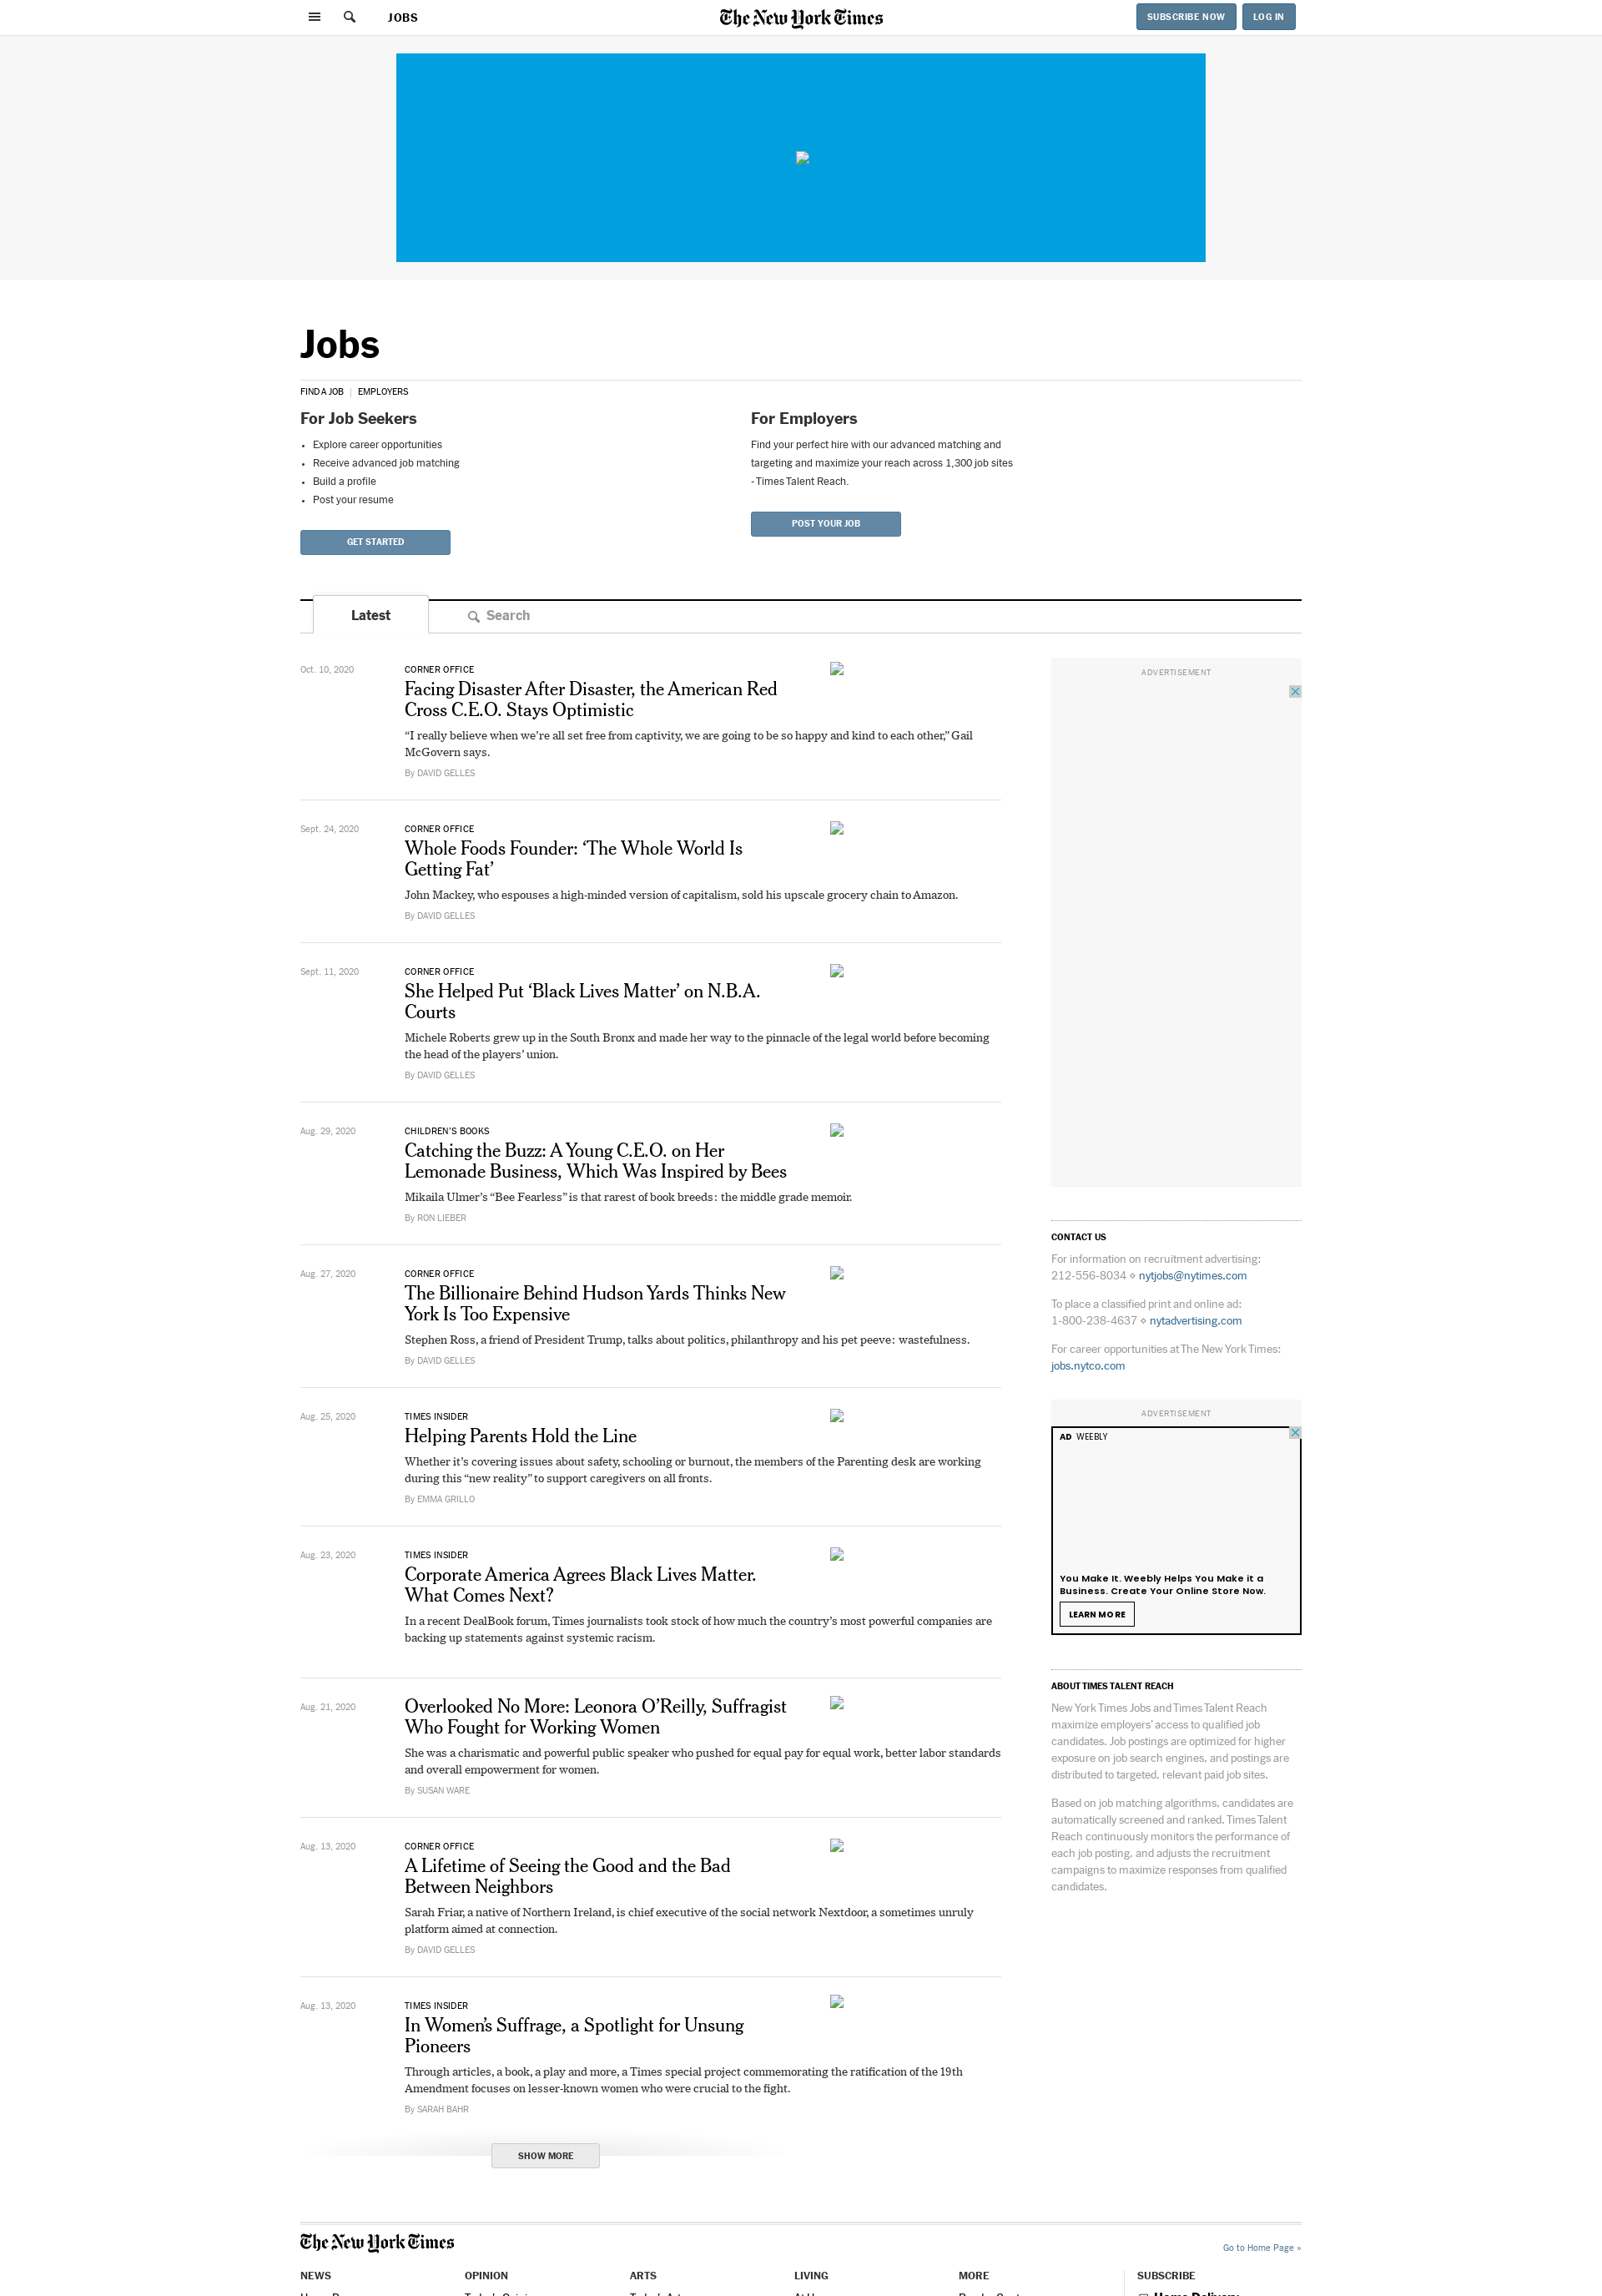 JOBS
The New York Times
SUBSCRIBE NOW
LOG IN
Jobs
FIND A JOB | EMPLOYERS
For Job Seekers
• Explore career opportunities
• Receive advanced job matching
• Build a profile
• Post your resume
GET STARTED
For Employers
Find your perfect hire with our advanced matching and
targeting and maximize your reach across 1,300 job sites
- Times Talent Reach.
POST YOUR JOB
Latest
Search
Oct. 10, 2020
CORNER OFFICE
Facing Disaster After Disaster, the American Red
Cross C.E.O. Stays Optimistic
“I really believe when we’re all set free from captivity, we are going to be so happy and kind to each other,” Gail
McGovern says.
By DAVID GELLES
Sept. 24, 2020
CORNER OFFICE
Whole Foods Founder: ‘The Whole World Is
Getting Fat’
John Mackey, who espouses a high-minded version of capitalism, sold his upscale grocery chain to Amazon.
By DAVID GELLES
Sept. 11, 2020
CORNER OFFICE
She Helped Put ‘Black Lives Matter’ on N.B.A.
Courts
Michele Roberts grew up in the South Bronx and made her way to the pinnacle of the legal world before becoming
the head of the players’ union.
By DAVID GELLES
Aug. 29, 2020
CHILDREN’S BOOKS
Catching the Buzz: A Young C.E.O. on Her
Lemonade Business, Which Was Inspired by Bees
Mikaila Ulmer’s “Bee Fearless” is that rarest of book breeds: the middle grade memoir.
By RON LIEBER
Aug. 27, 2020
CORNER OFFICE
The Billionaire Behind Hudson Yards Thinks New
York Is Too Expensive
Stephen Ross, a friend of President Trump, talks about politics, philanthropy and his pet peeve: wastefulness.
By DAVID GELLES
Aug. 25, 2020
TIMES INSIDER
Helping Parents Hold the Line
Whether it’s covering issues about safety, schooling or burnout, the members of the Parenting desk are working
during this “new reality” to support caregivers on all fronts.
By EMMA GRILLO
Aug. 23, 2020
TIMES INSIDER
Corporate America Agrees Black Lives Matter.
What Comes Next?
In a recent DealBook forum, Times journalists took stock of how much the country’s most powerful companies are
backing up statements against systemic racism.
Aug. 21, 2020
Overlooked No More: Leonora O’Reilly, Suffragist
Who Fought for Working Women
She was a charismatic and powerful public speaker who pushed for equal pay for equal work, better labor standards
and overall empowerment for women.
By SUSAN WARE
Aug. 13, 2020
CORNER OFFICE
A Lifetime of Seeing the Good and the Bad
Between Neighbors
Sarah Friar, a native of Northern Ireland, is chief executive of the social network Nextdoor, a sometimes unruly
platform aimed at connection.
By DAVID GELLES
Aug. 13, 2020
TIMES INSIDER
In Women’s Suffrage, a Spotlight for Unsung
Pioneers
Through articles, a book, a play and more, a Times special project commemorating the ratification of the 19th
Amendment focuses on lesser-known women who were crucial to the fight.
By SARAH BAHR
SHOW MORE
ADVERTISEMENT
CONTACT US
For information on recruitment advertising:
212-556-8034 ⋄ nytjobs@nytimes.com
To place a classified print and online ad:
1-800-238-4637 ⋄ nytadvertising.com
For career opportunities at The New York Times:
jobs.nytco.com
ADVERTISEMENT
AD WEEBLY
You Make It. Weebly Helps You Make it a
Business. Create Your Online Store Now.
LEARN MORE
ABOUT TIMES TALENT REACH
New York Times Jobs and Times Talent Reach
maximize employers’ access to qualified job
candidates. Job postings are optimized for higher
exposure on job search engines, and postings are
distributed to targeted, relevant paid job sites.
Based on job matching algorithms, candidates are
automatically screened and ranked. Times Talent
Reach continuously monitors the performance of
each job posting, and adjusts the recruitment
campaigns to maximize responses from qualified
candidates.
The New York Times
Go to Home Page »
NEWS
OPINION
ARTS
LIVING
MORE
SUBSCRIBE